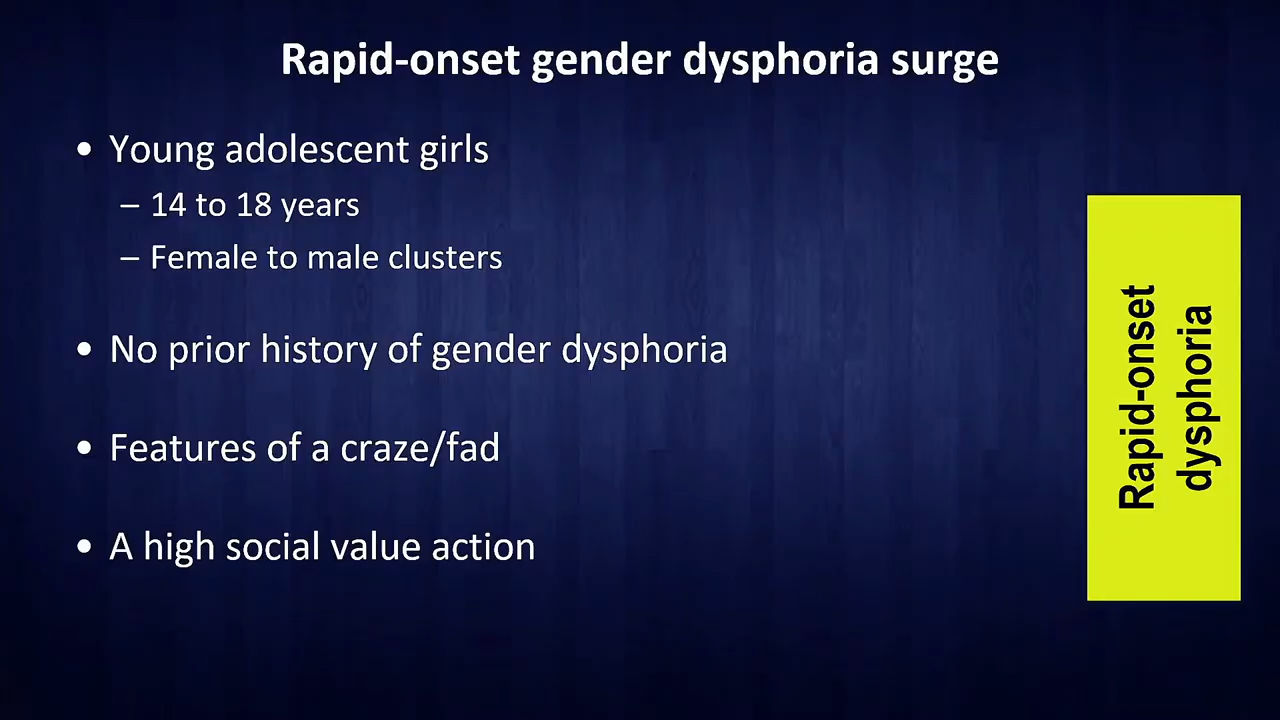 Rapid-onset gender dysphoria surge
• Young adolescent girls
– 14 to 18 years
– Female to male clusters
• No prior history of gender dysphoria
• Features of a craze/fad
• A high social value action
Rapid-onset
dysphoria